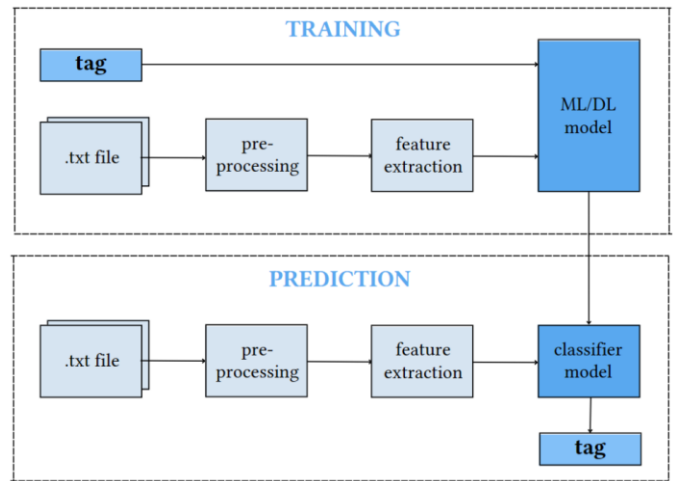 TRAINING
tag
ML/DL
model
.txt file
pre-
processing
feature
extraction
PREDICTION
.txt file
pre-
processing
feature
extraction
classifier
model
tag